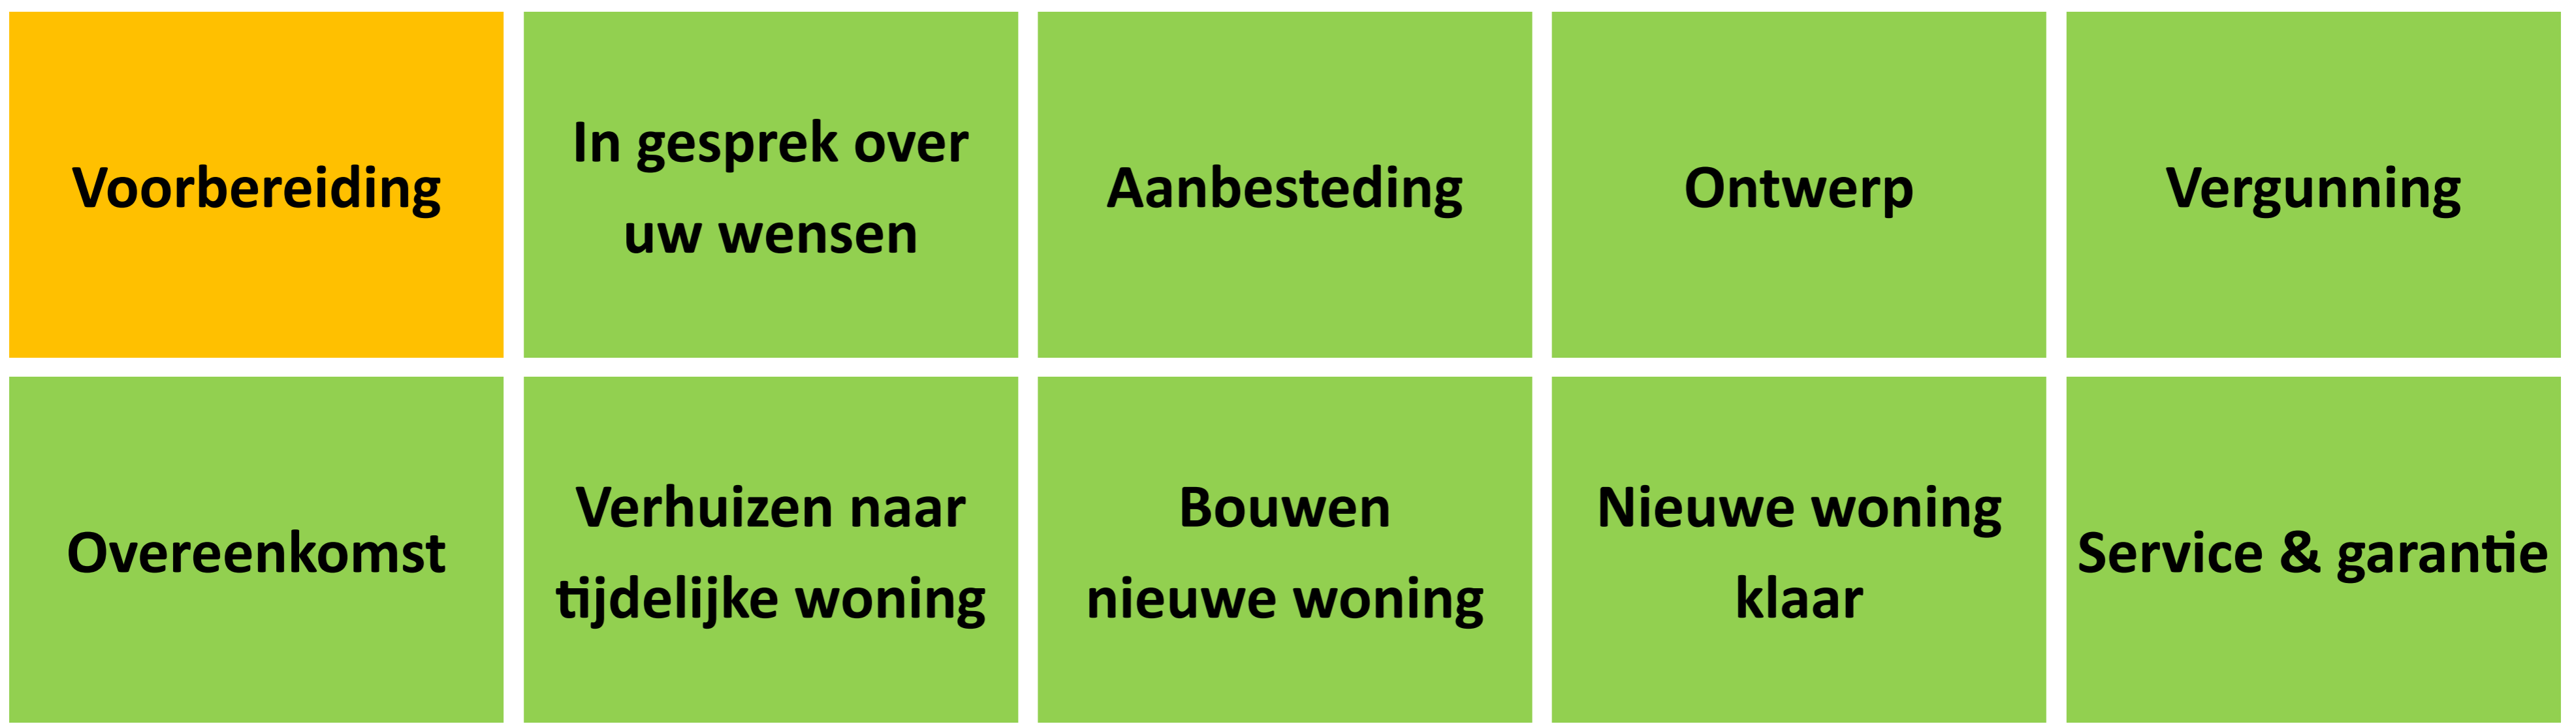 Voorbereiding
In gesprek over
uw wensen
Aanbesteding
Ontwerp
Vergunning
Overeenkomst
Verhuizen naar
tijdelijke woning
Bouwen
nieuwe woning
Nieuwe woning
klaar
Service & garantie